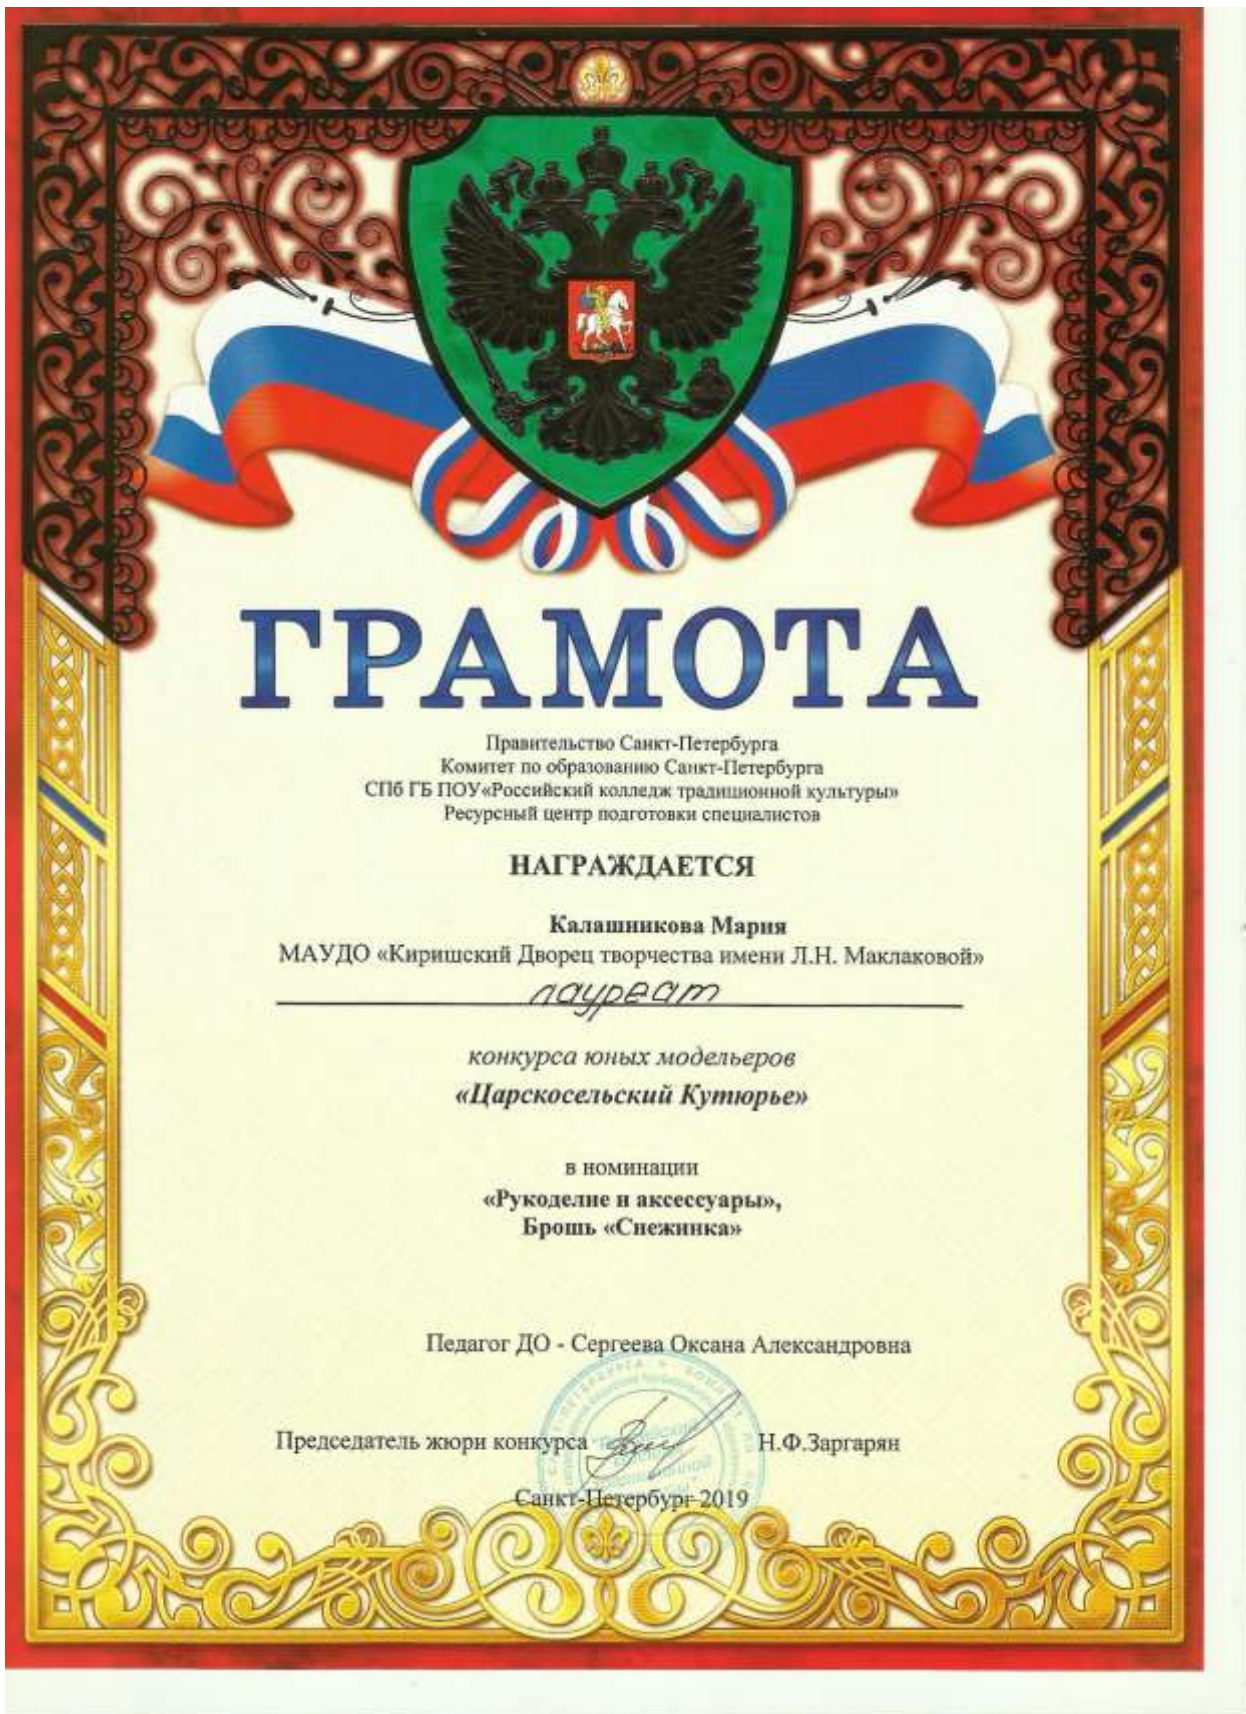 ГРАМОТА
Правительство Санкт-Петербурга
Комитет по образованию Санкт-Петербурга
СПб ГБ ПОУ«Российский колледж традиционной культуры»
Ресурсный центр подготовки специалистов
НАГРАЖДАЕТСЯ
Калашникова Мария
МАУДО «Киришский Дворец творчества имени Л.Н. Маклаковой»
лауреат
конкурса юных модельеров
«Царскосельский Кутюрье»
в номинации
«Рукоделие и аксессуары»,
Брошь «Снежинка»
Педагог ДО - Сергеева Оксана Александровна
Председатель жюри конкурса Н.Ф.Заргарян
Санкт-Петербург 2019